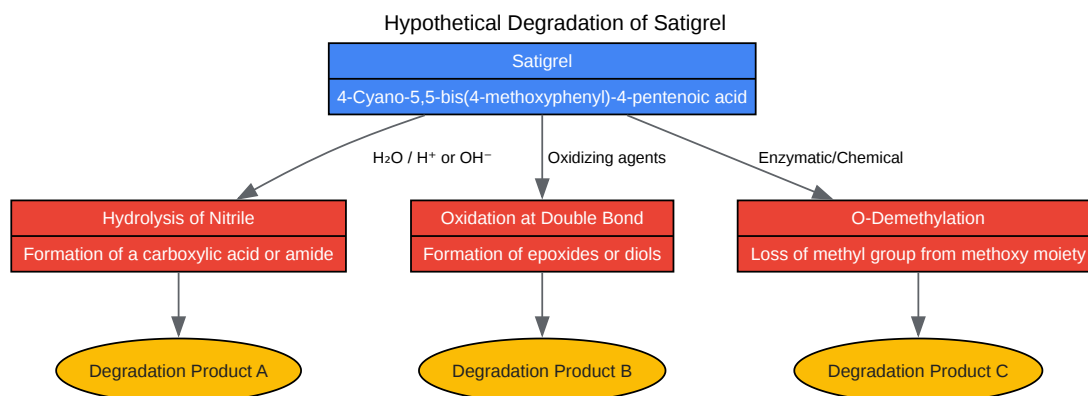 Hypothetical Degradation of Satigrel
Satigrel
4-Cyano-5,5-bis(4-methoxyphenyl)-4-pentenoic acid
H₂O / H⁺ or OH⁻
Oxidizing agents
Enzymatic/Chemical
Hydrolysis of Nitrile
Formation of a carboxylic acid or amide
Oxidation at Double Bond
Formation of epoxides or diols
O-Demethylation
Loss of methyl group from methoxy moiety
Degradation Product A
Degradation Product B
Degradation Product C